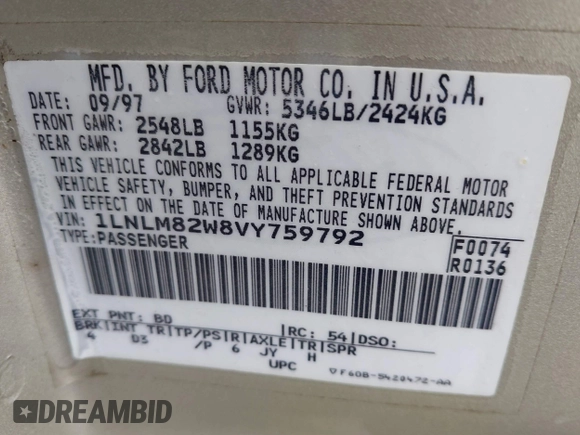 MFD. BY FORD MOTOR CO. IN U.S.A.
DATE: 09/97 GVWR: 5346LB/2424KG
FRONT GAWR: 2548LB 1155KG
REAR GAWR: 2842LB 1289KG
THIS VEHICLE CONFORMS TO ALL APPLICABLE FEDERAL MOTOR
VEHICLE SAFETY, BUMPER, AND THEFT PREVENTION STANDARDS
IN EFFECT ON THE DATE OF MANUFACTURE SHOWN ABOVE.
VIN: 1LNLM82W8VY759792
TYPE: PASSENGER
F0074
R0136
EXT PNT: BD RC: 54 DSO:
BRK INT TR TP/PS R AXLE TR SPR
4 D3 /P 6 JY H
UPC
F60B-5420472-AA
DREAMBID